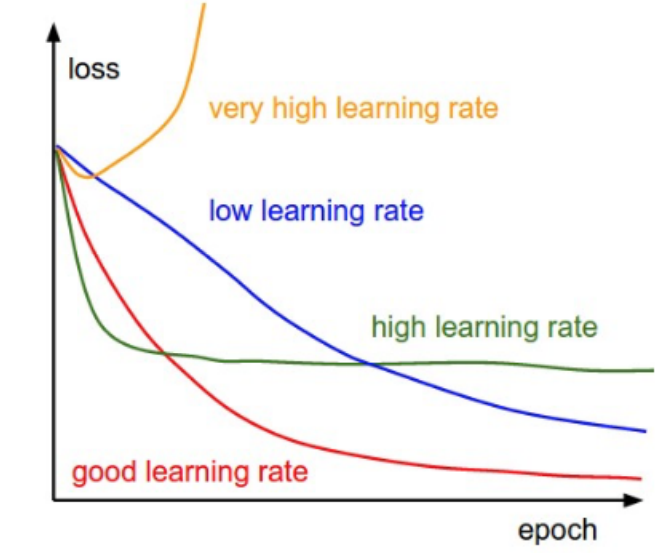 loss
very high learning rate
low learning rate
high learning rate
good learning rate
epoch